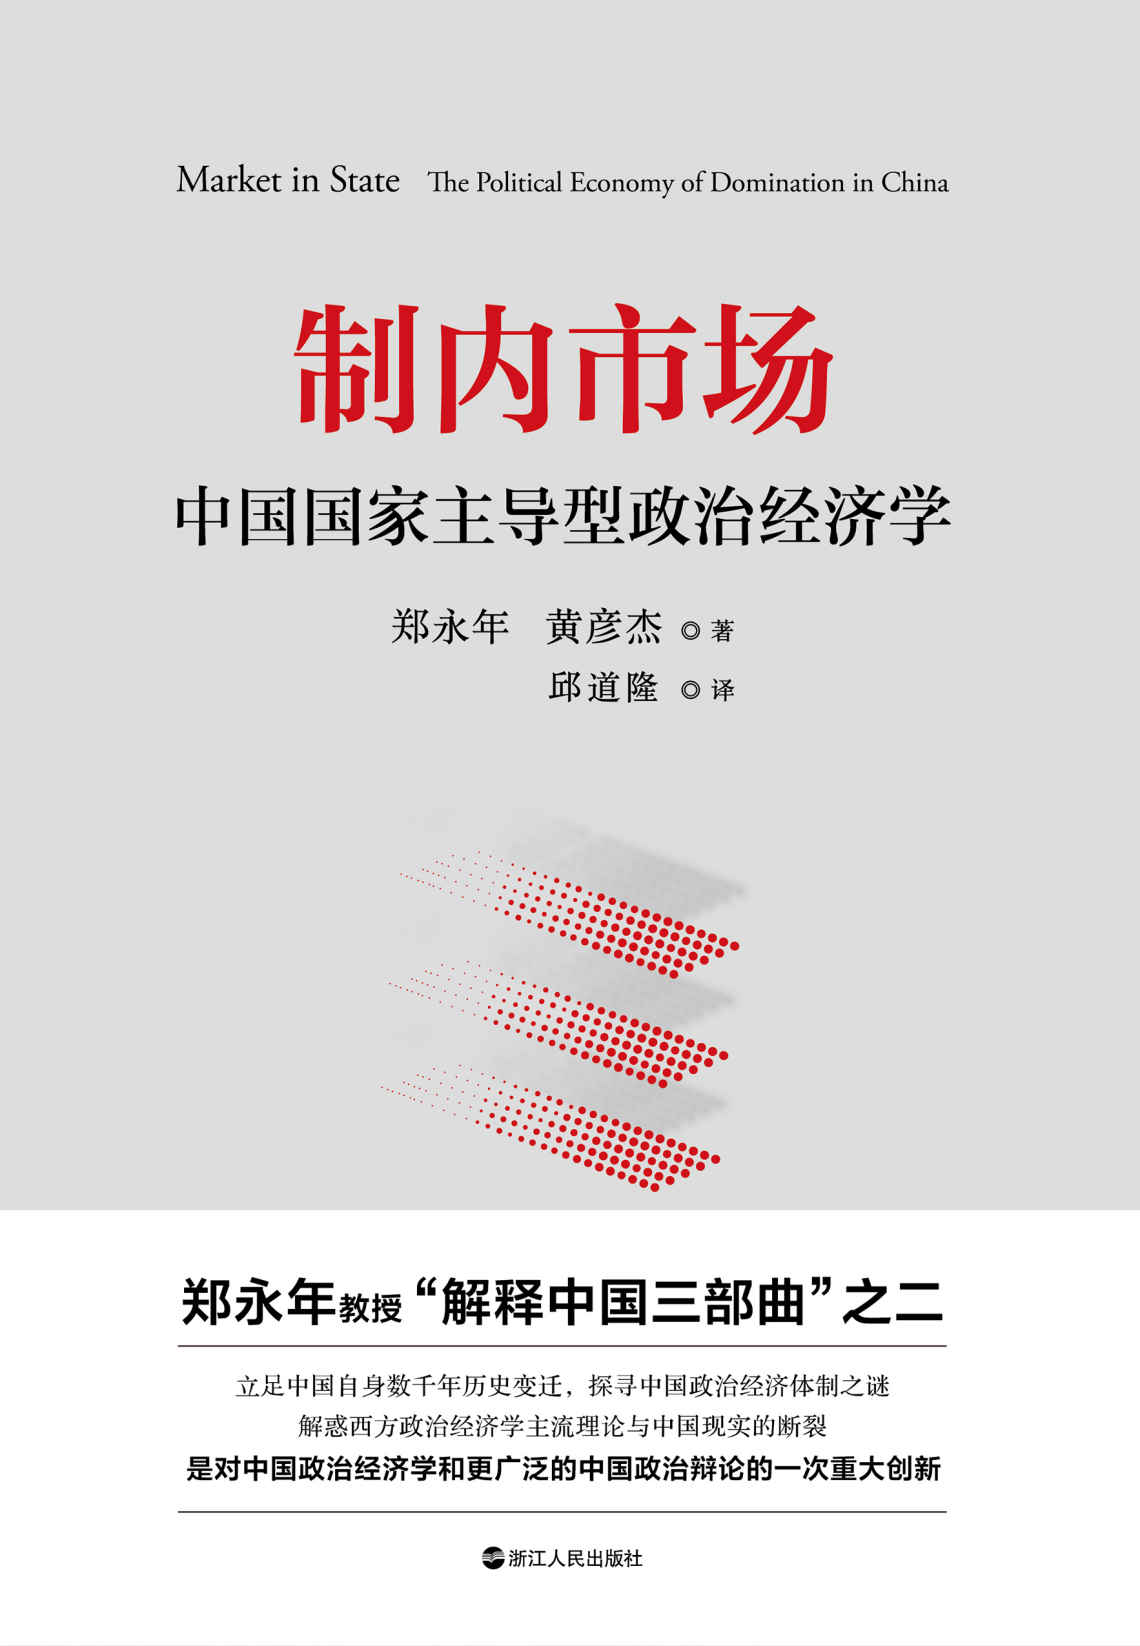 Market in State The Political Economy of Domination in China
制内市场
中国国家主导型政治经济学
郑永年 黄彦杰 ◎ 著
邱道隆 ◎ 译
郑永年教授“解释中国三部曲”之二
立足中国自身数千年历史变迁，探寻中国政治经济体制之谜
解惑西方政治经济学主流理论与中国现实的断裂
是对中国政治经济学和更广泛的中国政治辩论的一次重大创新
浙江人民出版社